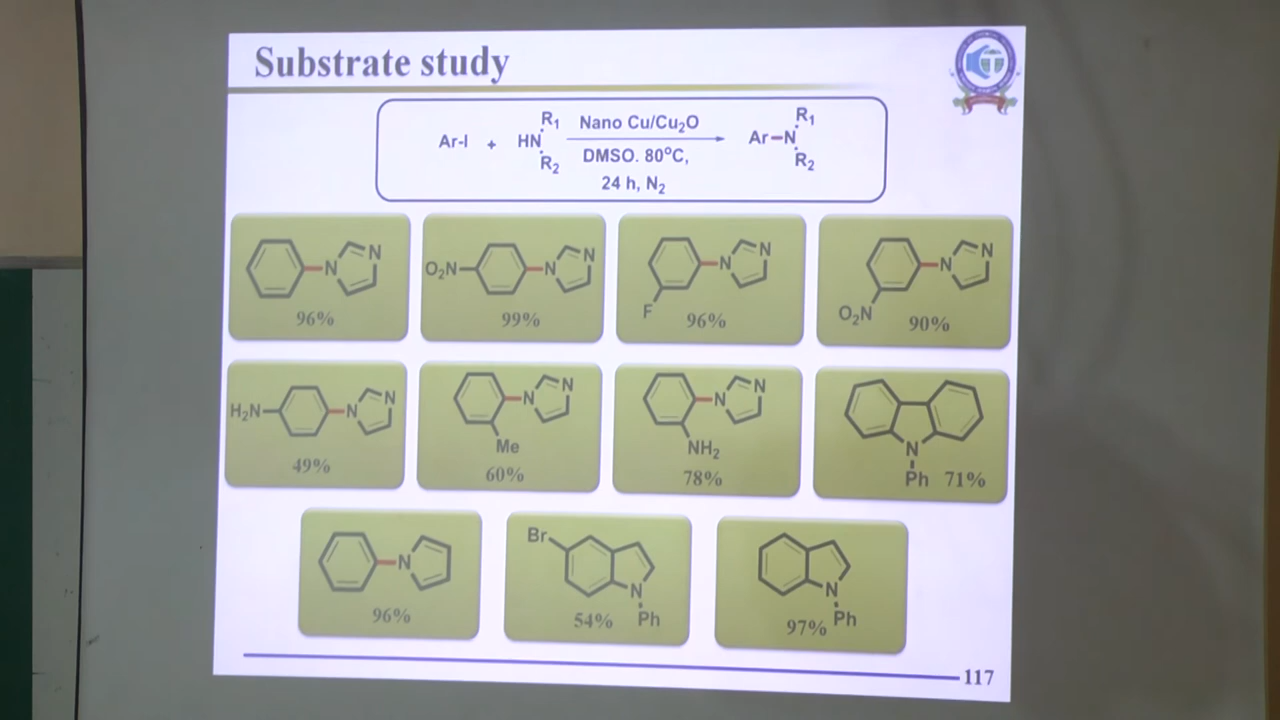 Substrate study
Ar-I + HN R1 R2 Nano Cu/Cu2O Ar-N R1 R2
DMSO. 80°C,
24 h, N2
N N 96%
O2N N N 99%
F N N 96%
O2N N N 90%
H2N N N 49%
N N Me 60%
N N NH2 78%
N Ph 71%
N 96%
Br N Ph 54%
N Ph 97%
117